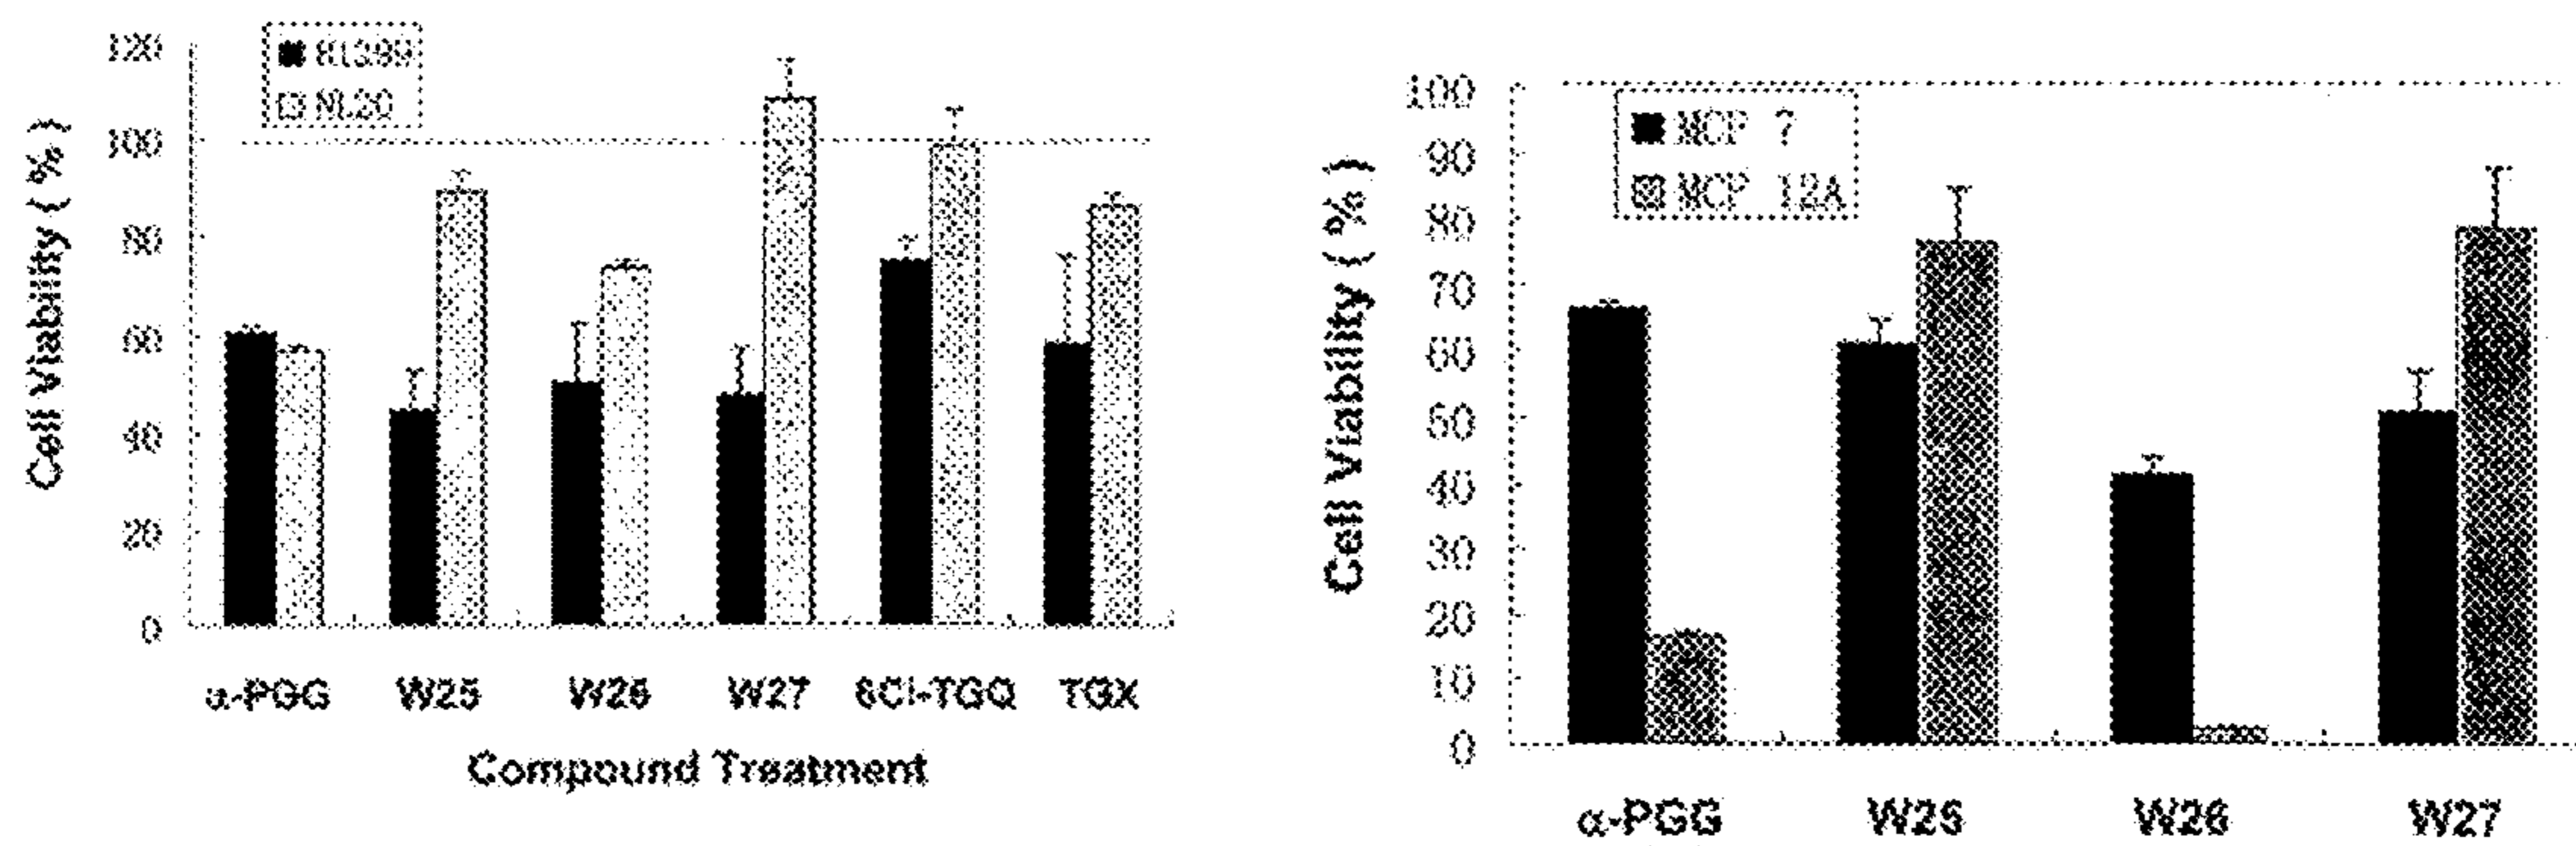 120
100
80
60
40
20
0
Cell Viability ( % )
H1299
NL20
α-PGG W25 W26 W27 6Cl-TGQ TGX
Compound Treatment
100
90
80
70
60
50
40
30
20
10
0
Cell Viability ( % )
MCF 7
MCF 12A
α-PGG W25 W26 W27